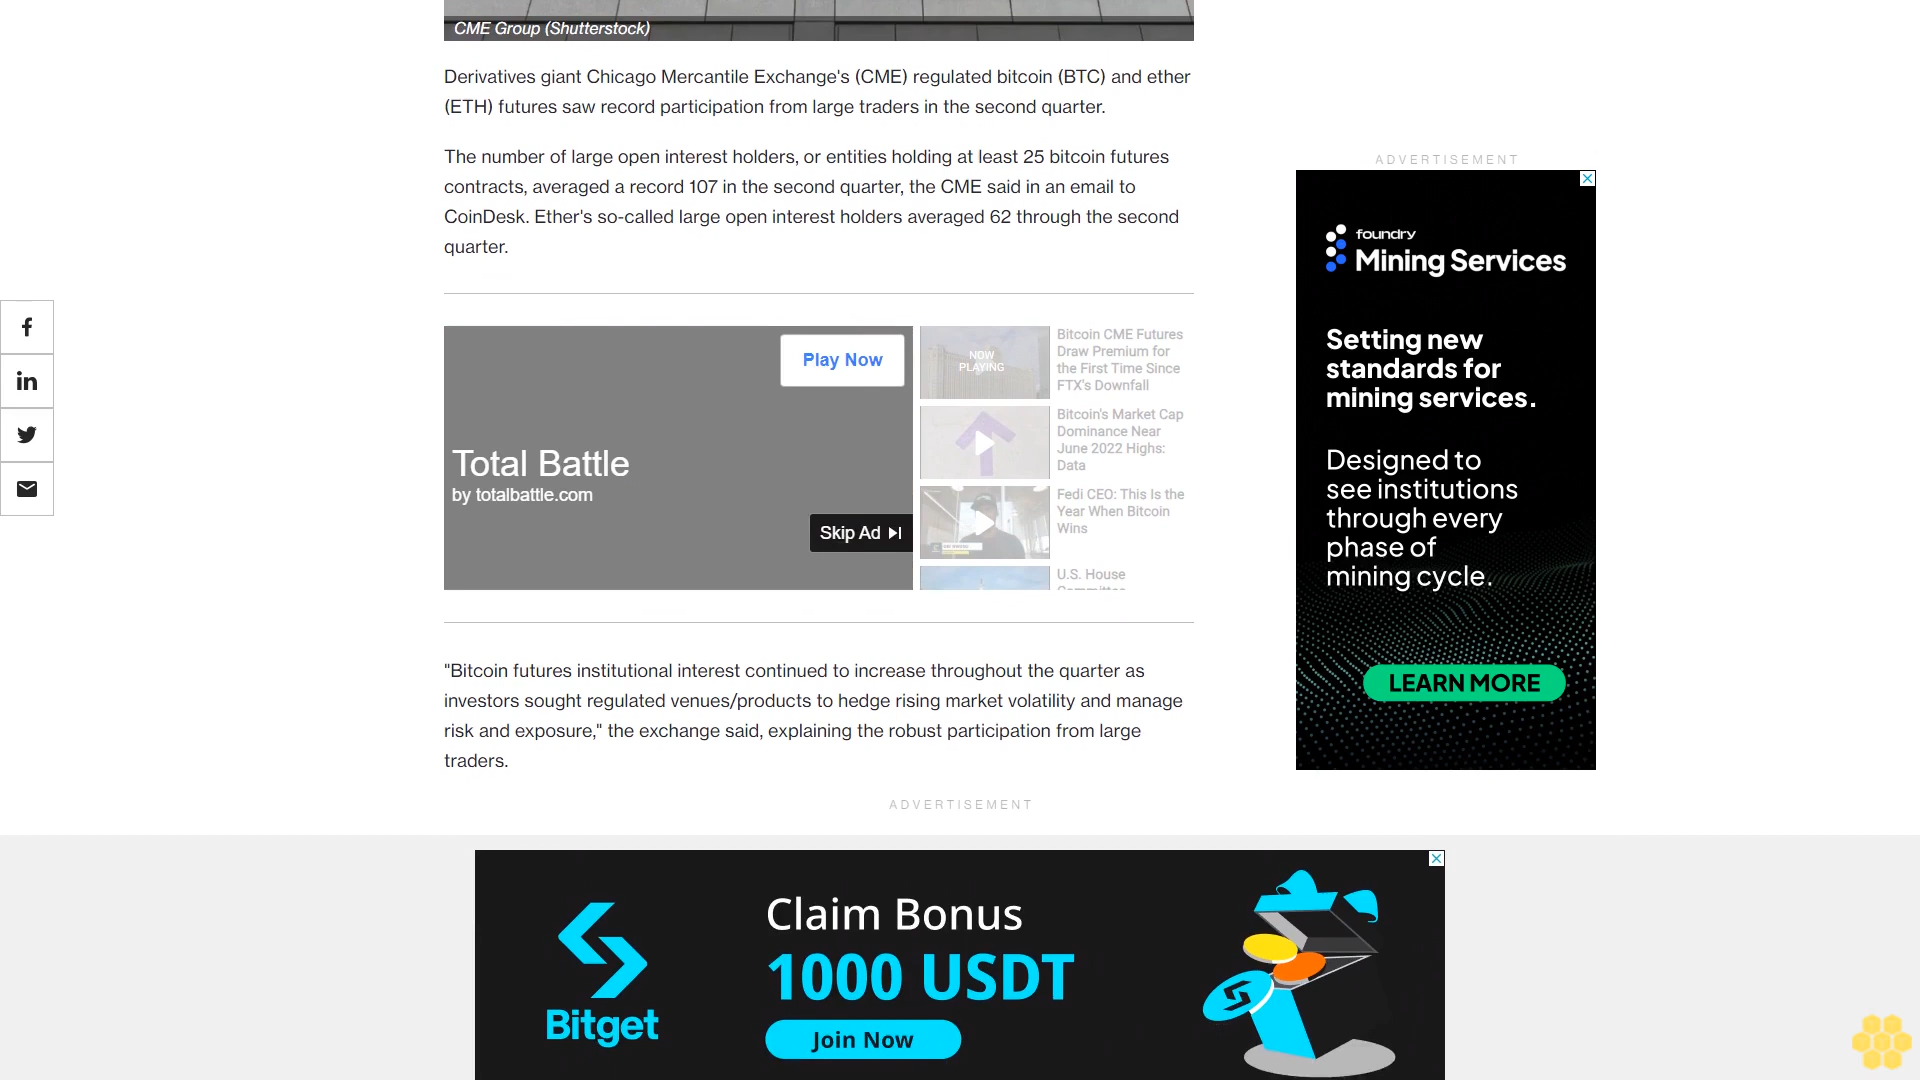 CME Group (Shutterstock)
Derivatives giant Chicago Mercantile Exchange's (CME) regulated bitcoin (BTC) and ether
(ETH) futures saw record participation from large traders in the second quarter.
The number of large open interest holders, or entities holding at least 25 bitcoin futures
contracts, averaged a record 107 in the second quarter, the CME said in an email to
CoinDesk. Ether's so-called large open interest holders averaged 62 through the second
quarter.
Play Now
Total Battle
by totalbattle.com
Skip Ad
NOW
PLAYING
Bitcoin CME Futures
Draw Premium for
the First Time Since
FTX's Downfall
Bitcoin's Market Cap
Dominance Near
June 2022 Highs:
Data
Fedi CEO: This Is the
Year When Bitcoin
Wins
U.S. House
Committee
"Bitcoin futures institutional interest continued to increase throughout the quarter as
investors sought regulated venues/products to hedge rising market volatility and manage
risk and exposure," the exchange said, explaining the robust participation from large
traders.
ADVERTISEMENT
foundry
Mining Services
Setting new
standards for
mining services.
Designed to
see institutions
through every
phase of
mining cycle.
LEARN MORE
ADVERTISEMENT
Bitget
Claim Bonus
1000 USDT
Join Now